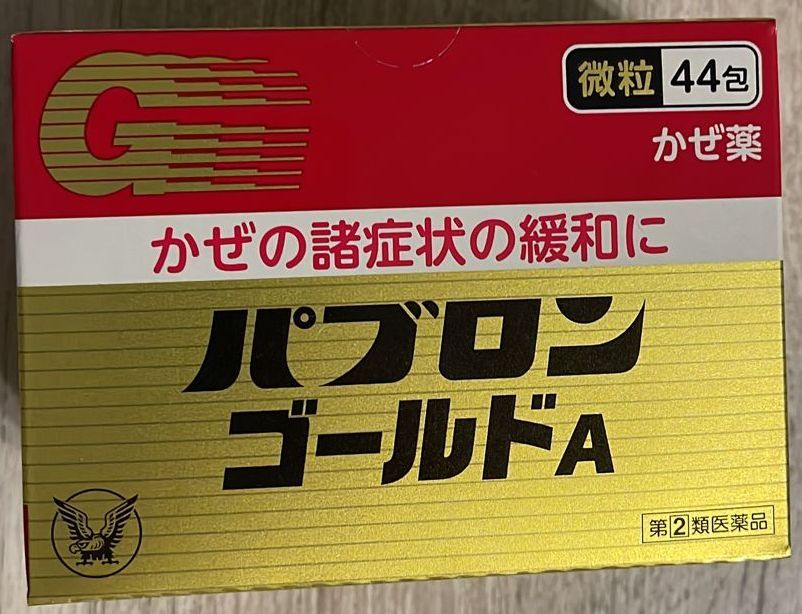 G
微粒 44包
かぜ薬
かぜの諸症状の緩和に
パブロン
ゴールドA
第②類医薬品